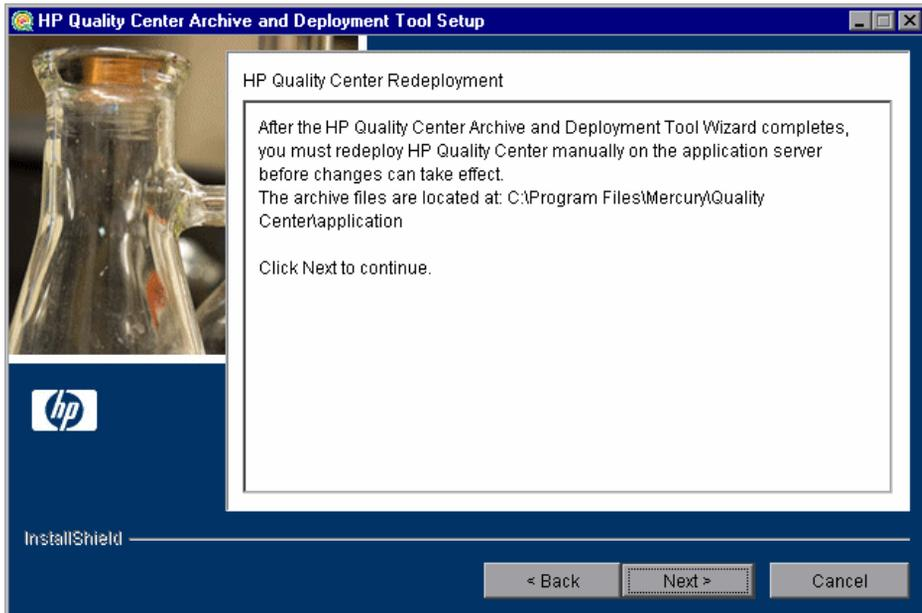 HP Quality Center Archive and Deployment Tool Setup
HP Quality Center Redeployment
After the HP Quality Center Archive and Deployment Tool Wizard completes,
you must redeploy HP Quality Center manually on the application server
before changes can take effect.
The archive files are located at: C:\Program Files\Mercury\Quality
Center\application
Click Next to continue.
hp
InstallShield
< Back
Next >
Cancel